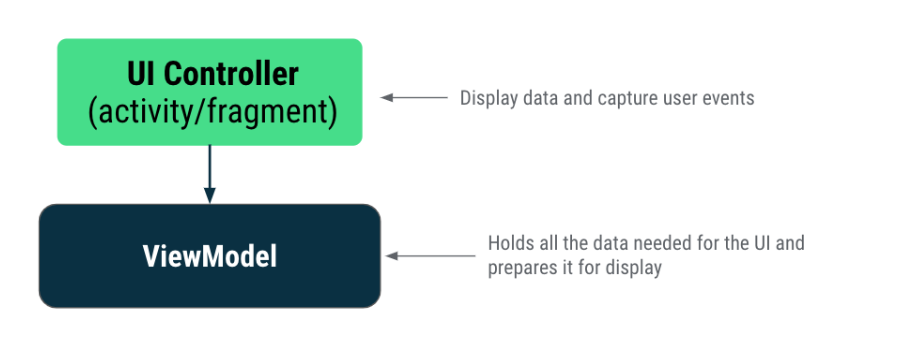 UI Controller
(activity/fragment)
Display data and capture user events
ViewModel
Holds all the data needed for the UI and
prepares it for display